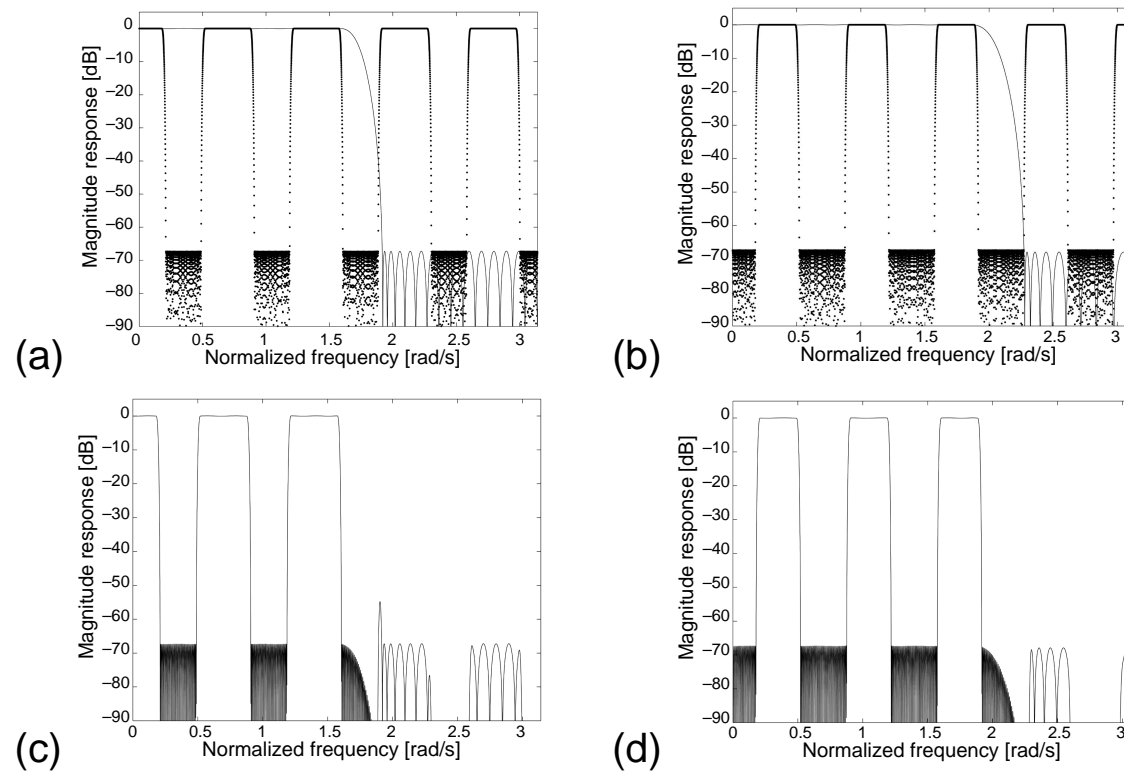 0
–10
–20
–30
–40
–50
–60
–70
–80
–90
Magnitude response [dB]
0 0.5 1 1.5 2 2.5 3
Normalized frequency [rad/s]
(a)
0
–10
–20
–30
–40
–50
–60
–70
–80
–90
Magnitude response [dB]
0 0.5 1 1.5 2 2.5 3
Normalized frequency [rad/s]
(b)
0
–10
–20
–30
–40
–50
–60
–70
–80
–90
Magnitude response [dB]
0 0.5 1 1.5 2 2.5 3
Normalized frequency [rad/s]
(c)
0
–10
–20
–30
–40
–50
–60
–70
–80
–90
Magnitude response [dB]
0 0.5 1 1.5 2 2.5 3
Normalized frequency [rad/s]
(d)